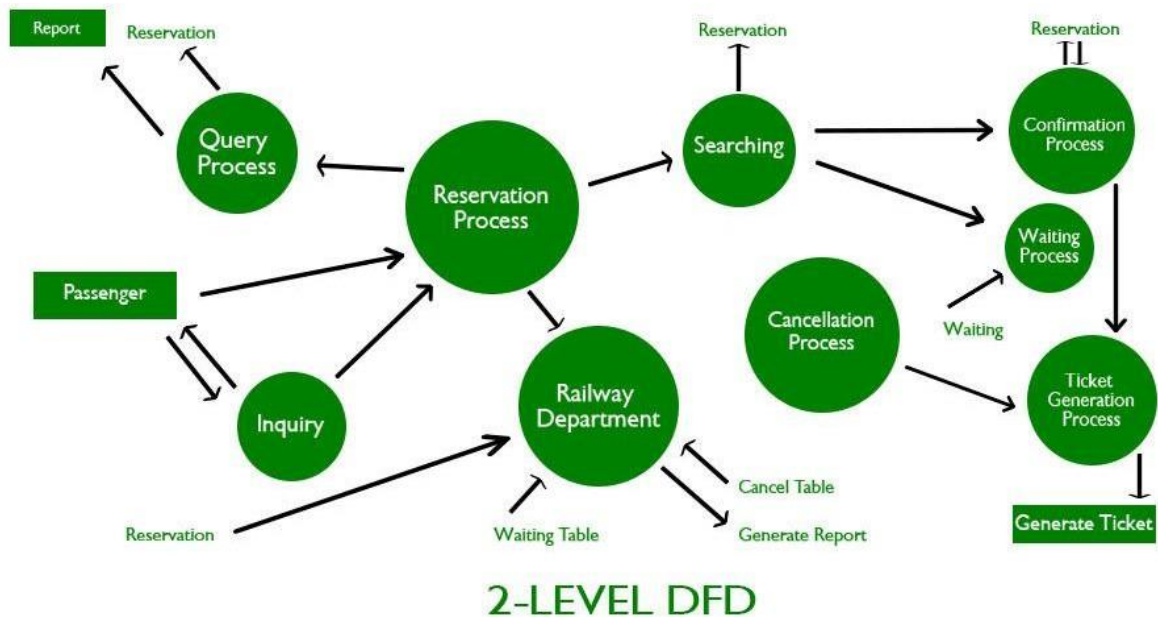 Report
Reservation
Reservation
Reservation
Query
Process
Searching
Confirmation
Process
Reservation
Process
Waiting
Process
Passenger
Cancellation
Process
Waiting
Inquiry
Railway
Department
Ticket
Generation
Process
Cancel Table
Reservation
Waiting Table
Generate Report
Generate Ticket
2-LEVEL DFD